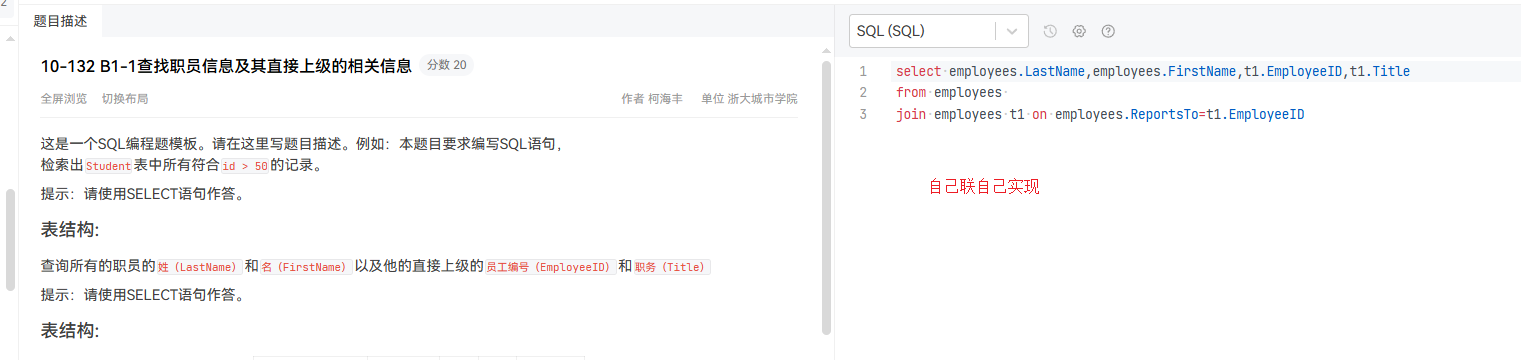 2
题目描述
10-132 B1-1查找职员信息及其直接上级的相关信息 分数 20
全屏浏览 切换布局 作者 柯海丰 单位 浙大城市学院
这是一个SQL编程题模板。请在这里写题目描述。例如：本题目要求编写SQL语句，
检索出Student表中所有符合id > 50的记录。
提示：请使用SELECT语句作答。
表结构:
查询所有的职员的姓（LastName）和名（FirstName）以及他的直接上级的员工编号（EmployeeID）和职务（Title）
提示：请使用SELECT语句作答。
表结构:
SQL (SQL)
1 select employees.LastName,employees.FirstName,t1.EmployeeID,t1.Title
2 from employees
3 join employees t1 on employees.ReportsTo=t1.EmployeeID
自己联自己实现